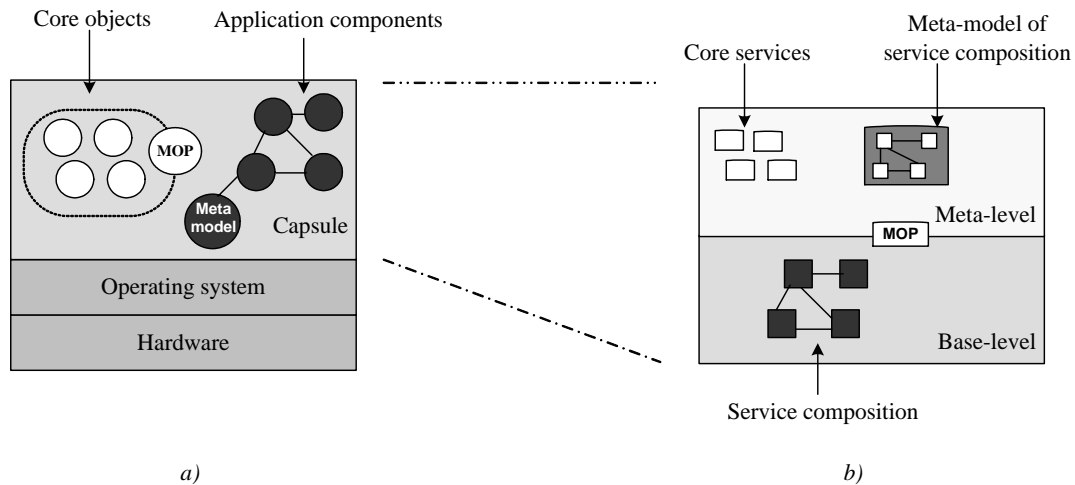 Core objects
Application components
MOP
Meta
model
Capsule
Operating system
Hardware
a)
Meta-model of
service composition
Core services
Meta-level
MOP
Base-level
Service composition
b)